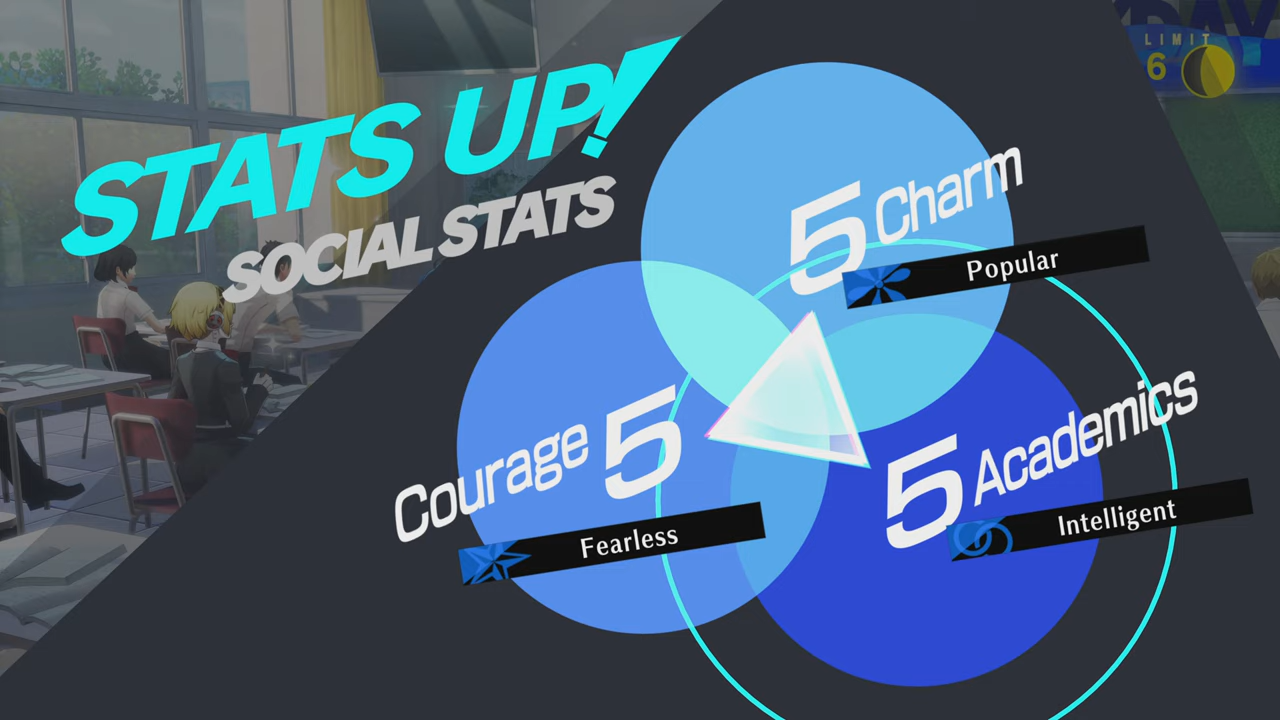 STATS UP!
SOCIAL STATS
LIMIT
6
5 Charm
Popular
Courage 5
Fearless
5 Academics
Intelligent